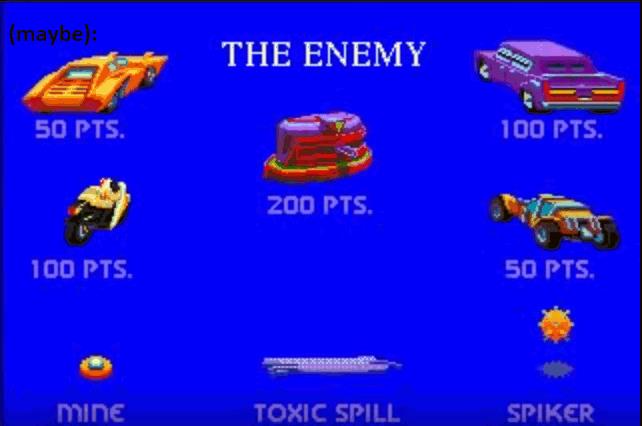 (maybe):
THE ENEMY
50 PTS.
100 PTS.
200 PTS.
100 PTS.
50 PTS.
MINE
TOXIC SPILL
SPIKER